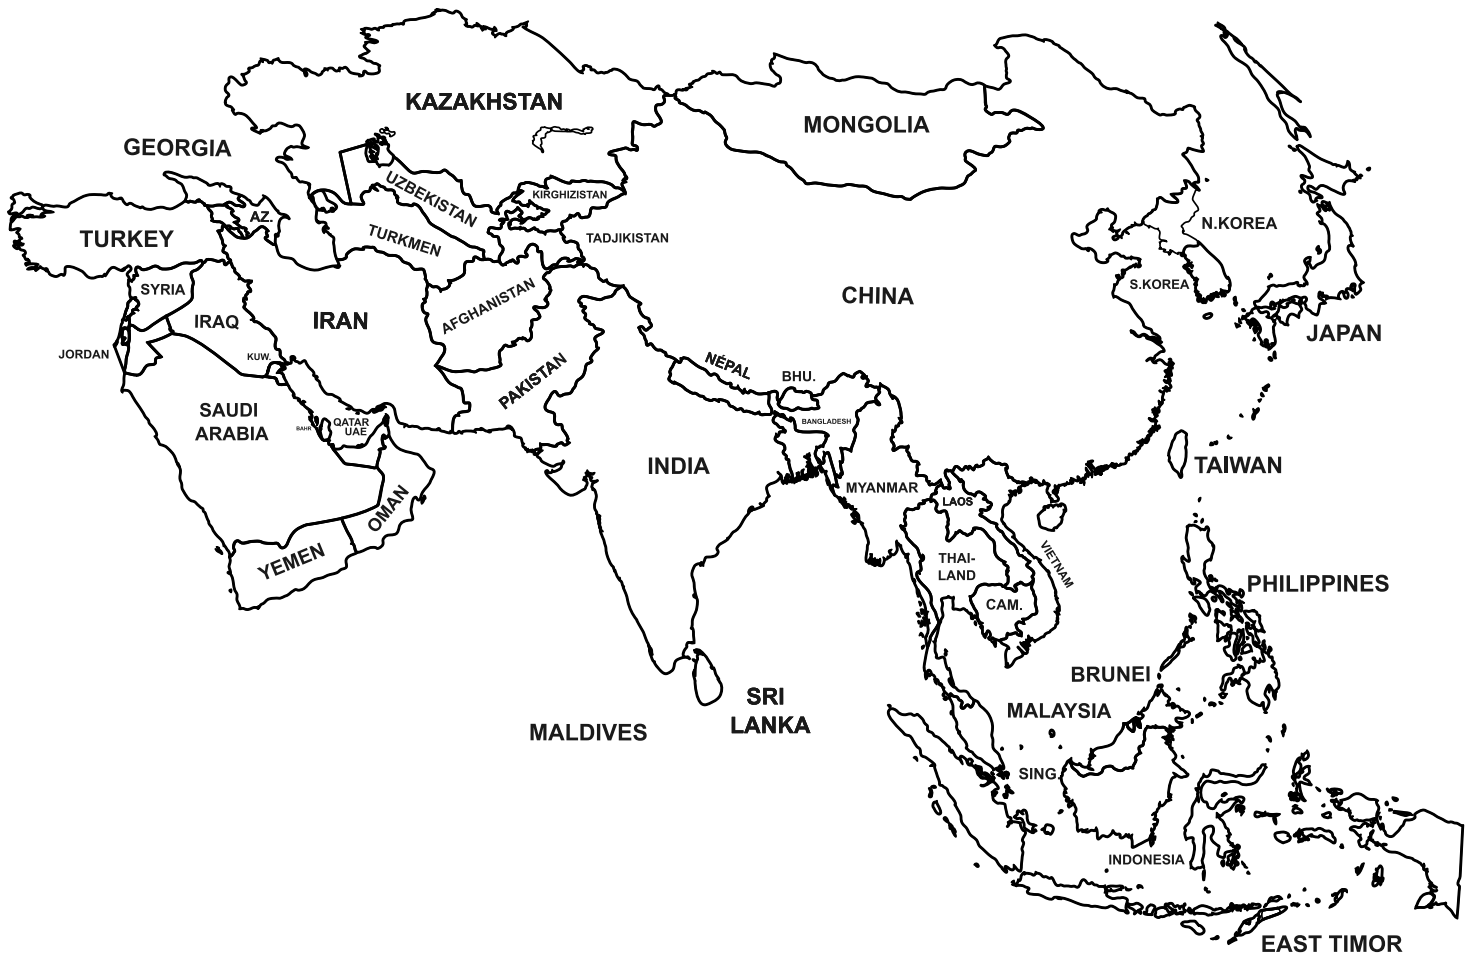 KAZAKHSTAN
MONGOLIA
GEORGIA
UZBEKISTAN
KIRGHIZISTAN
AZ.
TURKEY
TURKMEN
TADJIKISTAN
N.KOREA
SYRIA
AFGHANISTAN
CHINA
S.KOREA
IRAQ
IRAN
JAPAN
JORDAN
KUW.
PAKISTAN
NÉPAL
BHU.
SAUDI
ARABIA
BAHR
QATAR
UAE
BANGLADESH
INDIA
TAIWAN
MYANMAR
LAOS
OMAN
YEMEN
THAI-
LAND
VIETNAM
PHILIPPINES
CAM.
BRUNEI
SRI
LANKA
MALAYSIA
MALDIVES
SING.
INDONESIA
EAST TIMOR